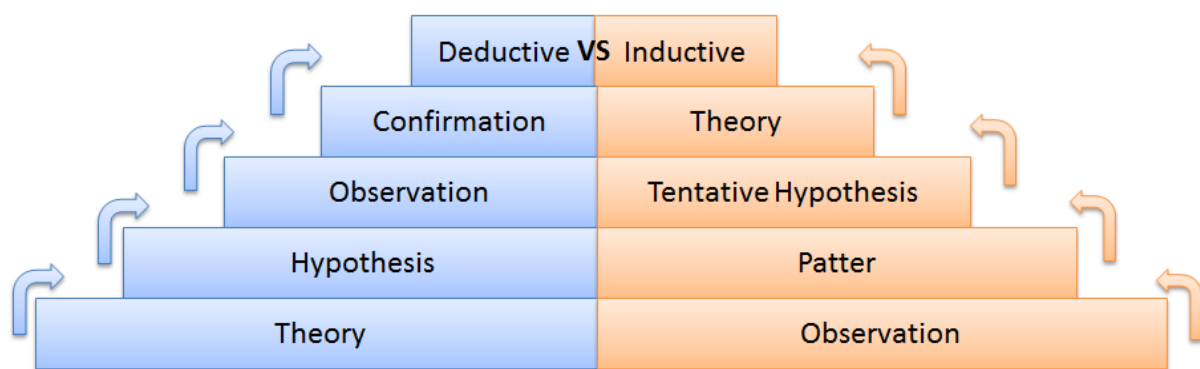 Deductive VS Inductive
Confirmation Theory
Observation Tentative Hypothesis
Hypothesis Patter
Theory Observation